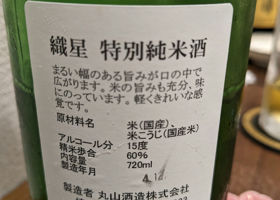 織星 特別純米酒
まるい幅のある旨みが口の中で
広がります。米の旨みも充分、味
にのっています。軽くきれいな感
覚です。
原材料名 米(国産)、
米こうじ(国産米)
アルコール分 15度
精米歩合 60%
内容量 720ml
製造年月 4.12
製造者 丸山酒造株式会社